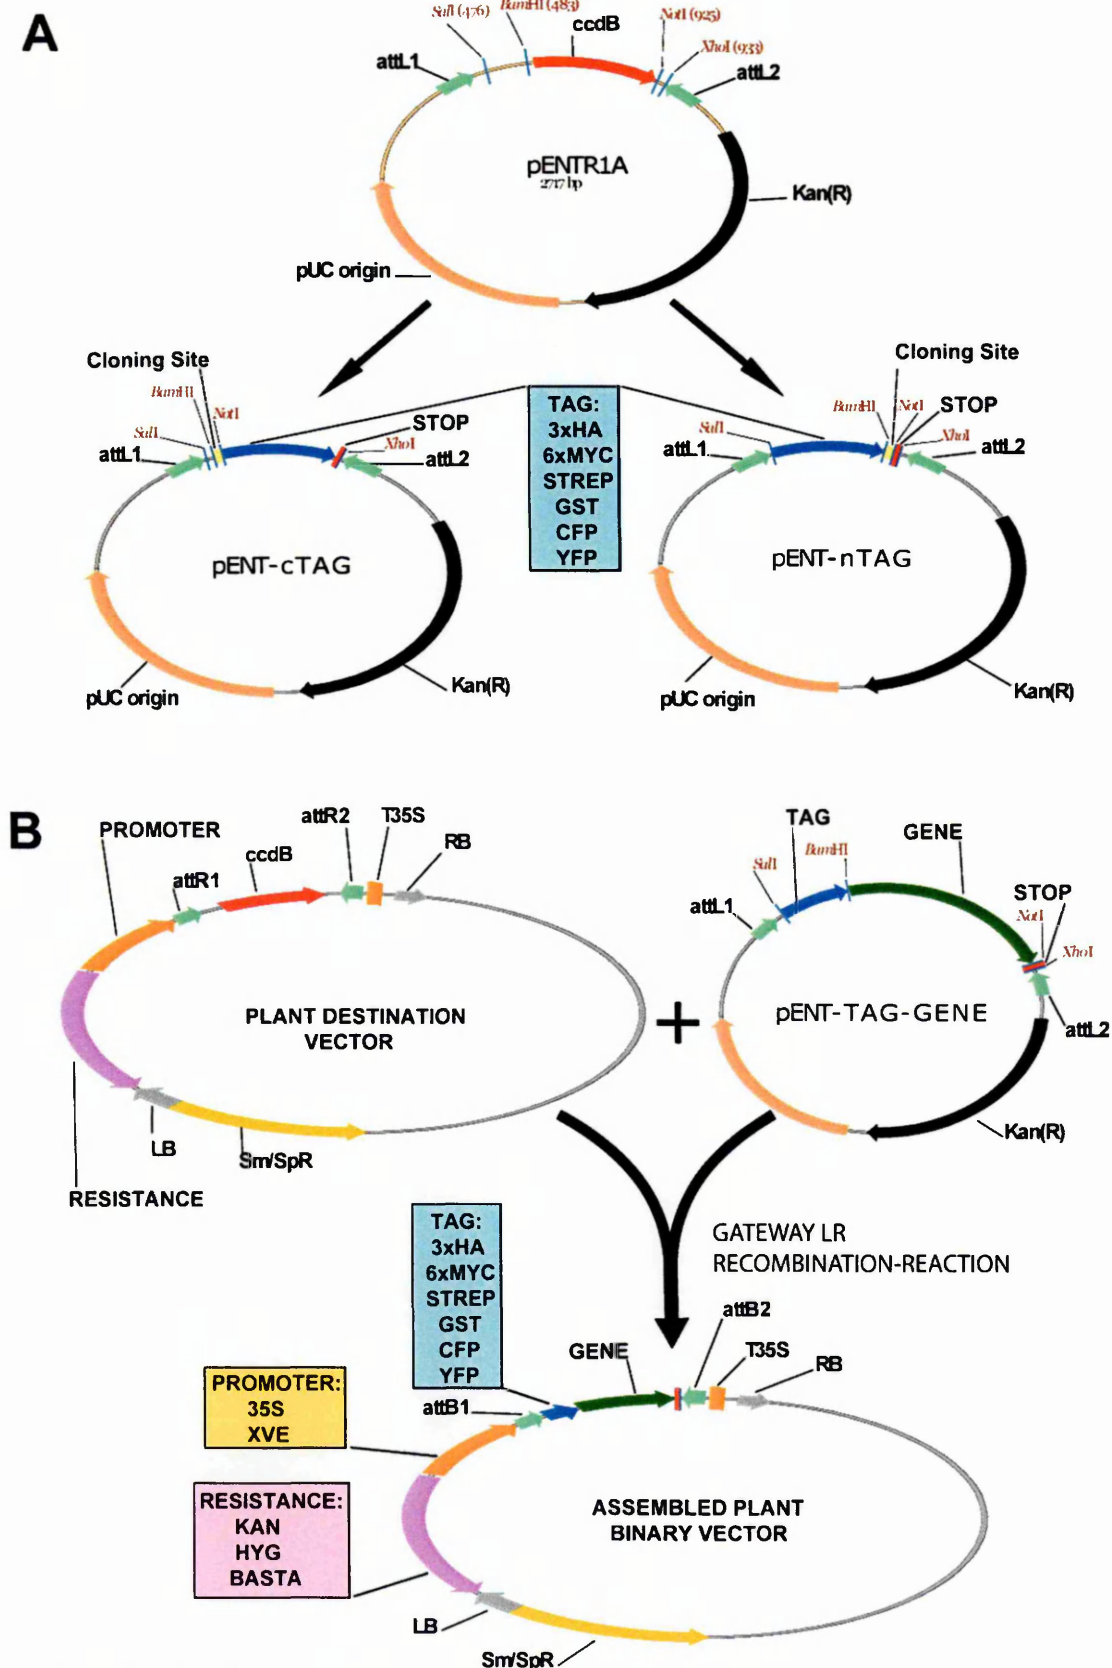 A
SalI (476)
BamHI (483)
ccdB
NotI (925)
XhoI (933)
attL1
attL2
pENTR1A
2717 bp
Kan(R)
pUC origin
Cloning Site
BamHI
NotI
SalI
STOP
XhoI
attL1
attL2
pENT-cTAG
pUC origin
Kan(R)
TAG:
3xHA
6xMYC
STREP
GST
CFP
YFP
Cloning Site
BamHI
NotI
STOP
SalI
XhoI
attL1
attL2
pENT-nTAG
pUC origin
Kan(R)
B
PROMOTER
attR2
T35S
RB
ccdB
attR1
PLANT DESTINATION
VECTOR
LB
Sm/SpR
RESISTANCE
+
TAG
GENE
SalI
BamHI
STOP
NotI
XhoI
attL1
pENT-TAG-GENE
attL2
Kan(R)
GATEWAY LR
RECOMBINATION-REACTION
TAG:
3xHA
6xMYC
STREP
GST
CFP
YFP
attB2
GENE
T35S
RB
attB1
PROMOTER:
35S
XVE
RESISTANCE:
KAN
HYG
BASTA
ASSEMBLED PLANT
BINARY VECTOR
LB
Sm/SpR